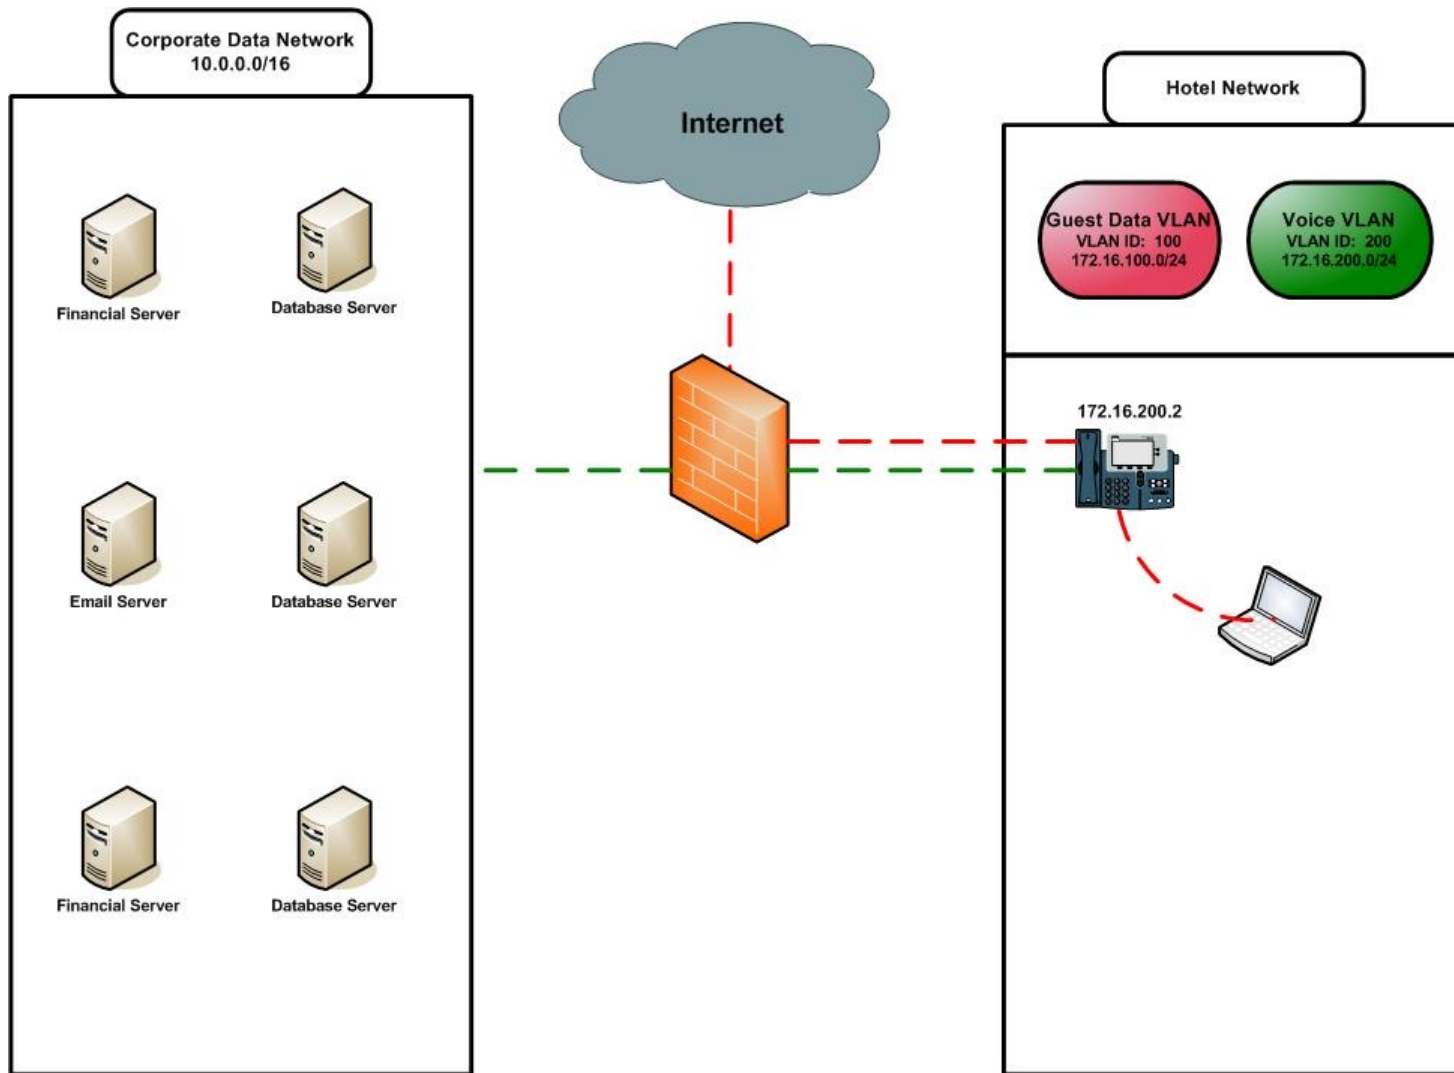 Corporate Data Network
10.0.0.0/16
Internet
Hotel Network
Guest Data VLAN
VLAN ID: 100
172.16.100.0/24
Voice VLAN
VLAN ID: 200
172.16.200.0/24
Financial Server
Database Server
172.16.200.2
Email Server
Database Server
Financial Server
Database Server